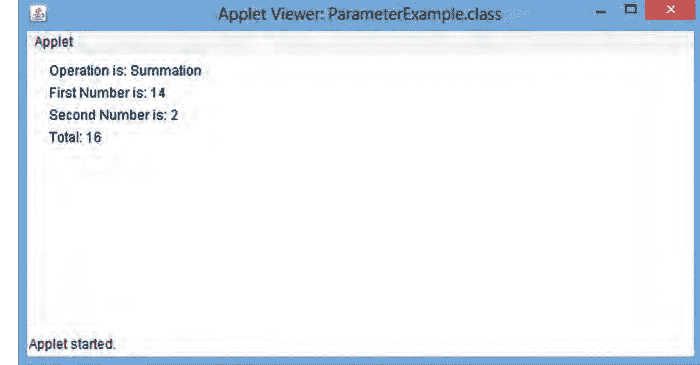 Applet Viewer: ParameterExample.class
Applet
Operation is: Summation
First Number is: 14
Second Number is: 2
Total: 16
Applet started.